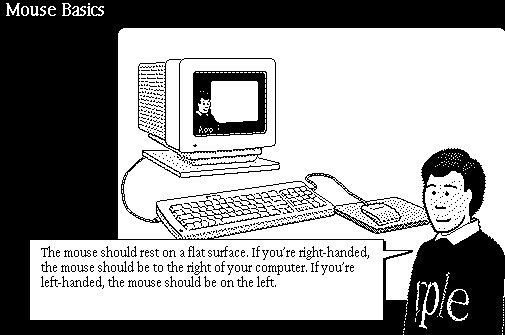 Mouse Basics
The mouse should rest on a flat surface. If you're right-handed,
the mouse should be to the right of your computer. If you're
left-handed, the mouse should be on the left.
ple